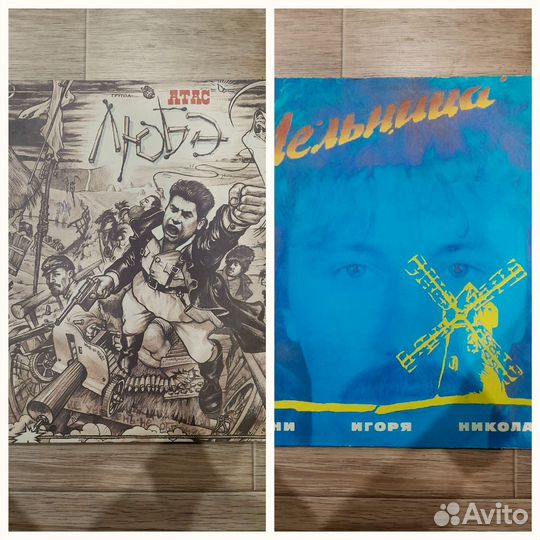 ГРУППА
АТАС
ЛЮБЭ
Мельница
НИ ИГОРЯ НИКОЛА
Avito